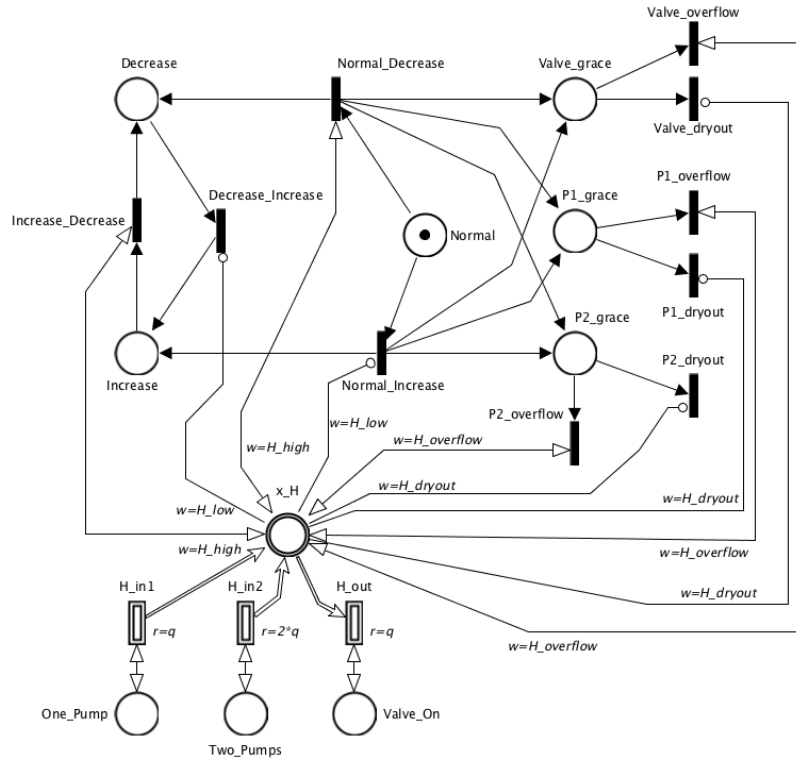 Valve_overflow
Decrease
Normal_Decrease
Valve_grace
Valve_dryout
P1_overflow
Decrease_Increase
P1_grace
Increase_Decrease
Normal
P1_dryout
P2_grace
P2_dryout
Increase
Normal_Increase
P2_overflow
w=H_low
w=H_high
w=H_overflow
x_H
w=H_dryout
w=H_dryout
w=H_low
w=H_high
w=H_overflow
H_in1
H_in2
H_out
w=H_dryout
r=q
r=2*q
r=q
w=H_overflow
One_Pump
Valve_On
Two_Pumps